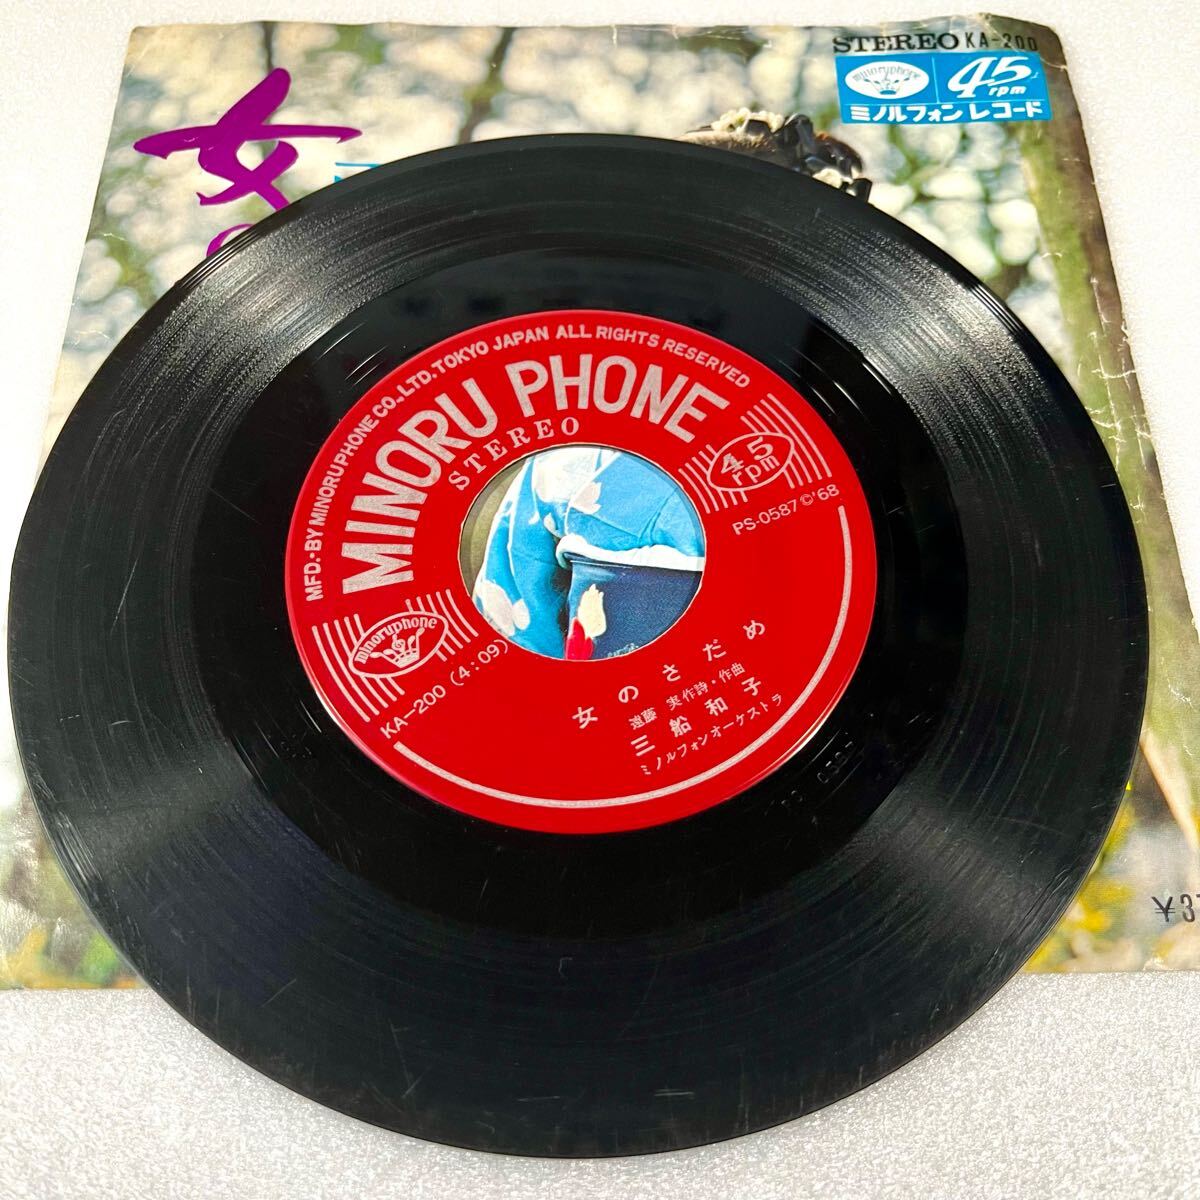 STEREO KA-200
minoruphone
45
rpm
ミノルフォンレコード
女
MFD. BY MINORUPHONE CO., LTD. TOKYO JAPAN ALL RIGHTS RESERVED
MINORU PHONE
STEREO
45
rpm
PS-0587 ©'68
minoruphone
KA-200 (4:09)
女のさだめ
遠藤 実作詩・作曲
三船和子
ミノルフォンオーケストラ